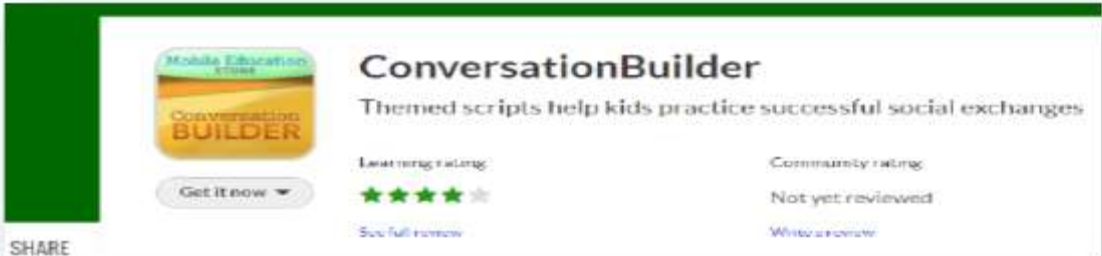 Mobile Education
STORE
Conversation
BUILDER
ConversationBuilder
Themed scripts help kids practice successful social exchanges
Learning rating
Community rating
Get it now
Not yet reviewed
See full review
Write a review
SHARE